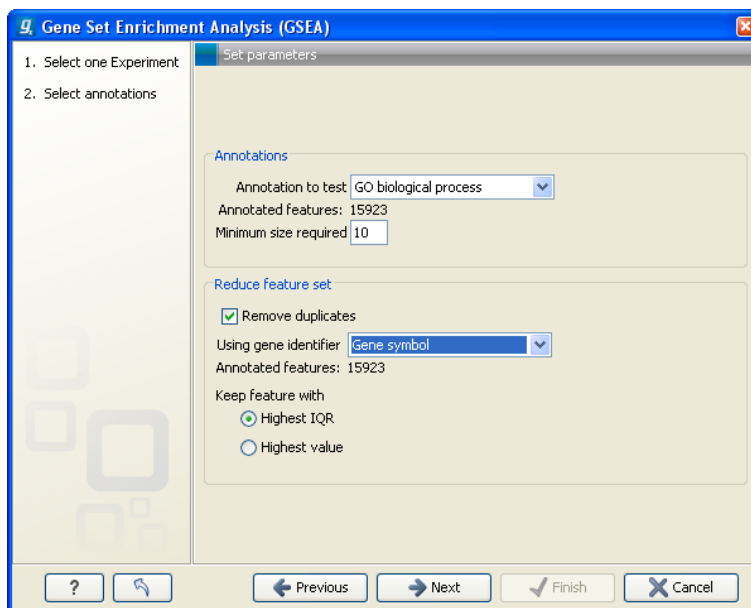 Gene Set Enrichment Analysis (GSEA)
1. Select one Experiment
2. Select annotations
Set parameters
Annotations
Annotation to test GO biological process
Annotated features: 15923
Minimum size required 10
Reduce feature set
Remove duplicates
Using gene identifier Gene symbol
Annotated features: 15923
Keep feature with
Highest IQR
Highest value
? Previous Next Finish Cancel